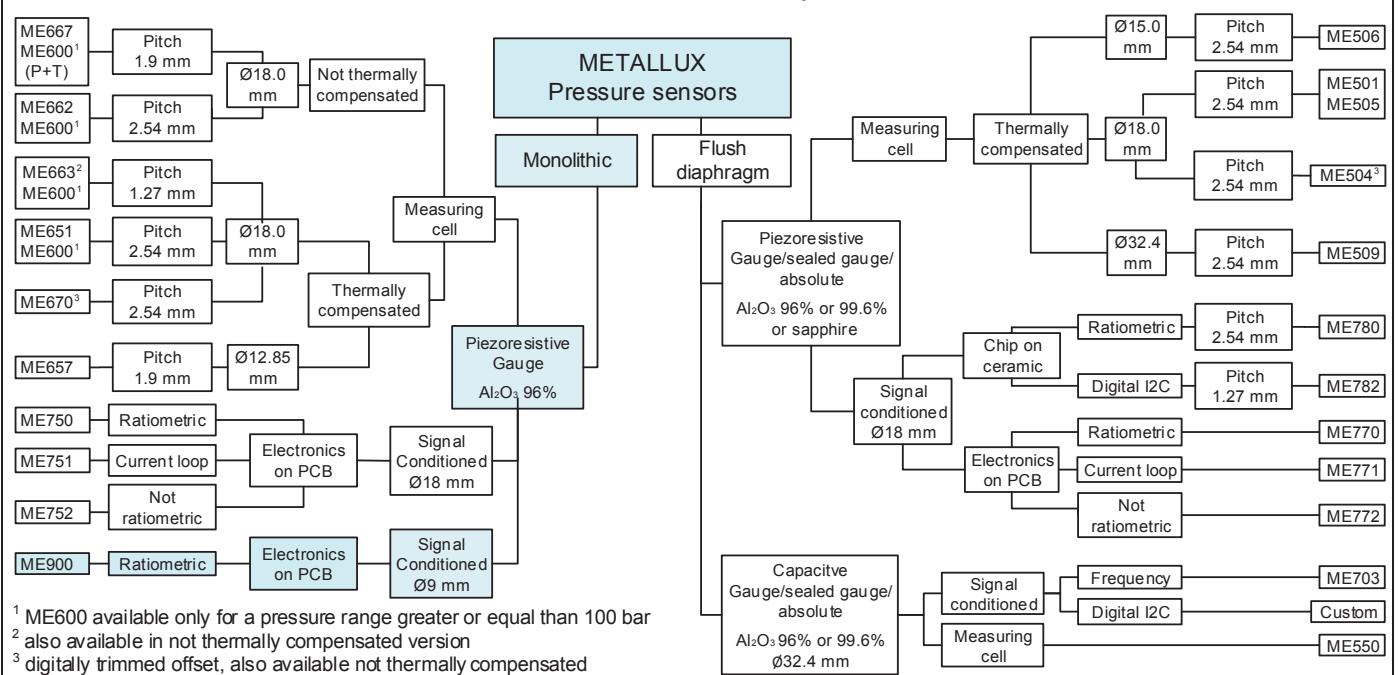 METALLUX
Pressure sensors
Monolithic
Flush
diaphragm
ME667
ME600¹
(P+T)
Pitch
1.9 mm
Ø18.0
mm
Not thermally
compensated
ME662
ME600¹
Pitch
2.54 mm
ME663²
ME600¹
Pitch
1.27 mm
Measuring
cell
ME651
ME600¹
Pitch
2.54 mm
Ø18.0
mm
ME670³
Pitch
2.54 mm
Thermally
compensated
ME657
Pitch
1.9 mm
Ø12.85
mm
Piezoresistive
Gauge
Al₂O₃ 96%
ME750
Ratiometric
ME751
Current loop
Electronics
on PCB
Signal
Conditioned
Ø18 mm
ME752
Not
ratiometric
ME900
Ratiometric
Electronics
on PCB
Signal
Conditioned
Ø9 mm
¹ ME600 available only for a pressure range greater or equal than 100 bar
² also available in not thermally compensated version
³ digitally trimmed offset, also available not thermally compensated
Piezoresistive
Gauge/sealed gauge/
absolute
Al₂O₃ 96% or 99.6%
or sapphire
Measuring
cell
Thermally
compensated
Ø15.0
mm
Pitch
2.54 mm
ME506
Ø18.0
mm
Pitch
2.54 mm
ME501
ME505
Pitch
2.54 mm
ME504³
Ø32.4
mm
Pitch
2.54 mm
ME509
Signal
conditioned
Ø18 mm
Chip on
ceramic
Ratiometric
Pitch
2.54 mm
ME780
Digital I2C
Pitch
1.27 mm
ME782
Electronics
on PCB
Ratiometric
ME770
Current loop
ME771
Not
ratiometric
ME772
Capacitve
Gauge/sealed gauge/
absolute
Al₂O₃ 96% or 99.6%
Ø32.4 mm
Signal
conditioned
Frequency
ME703
Digital I2C
Custom
Measuring
cell
ME550